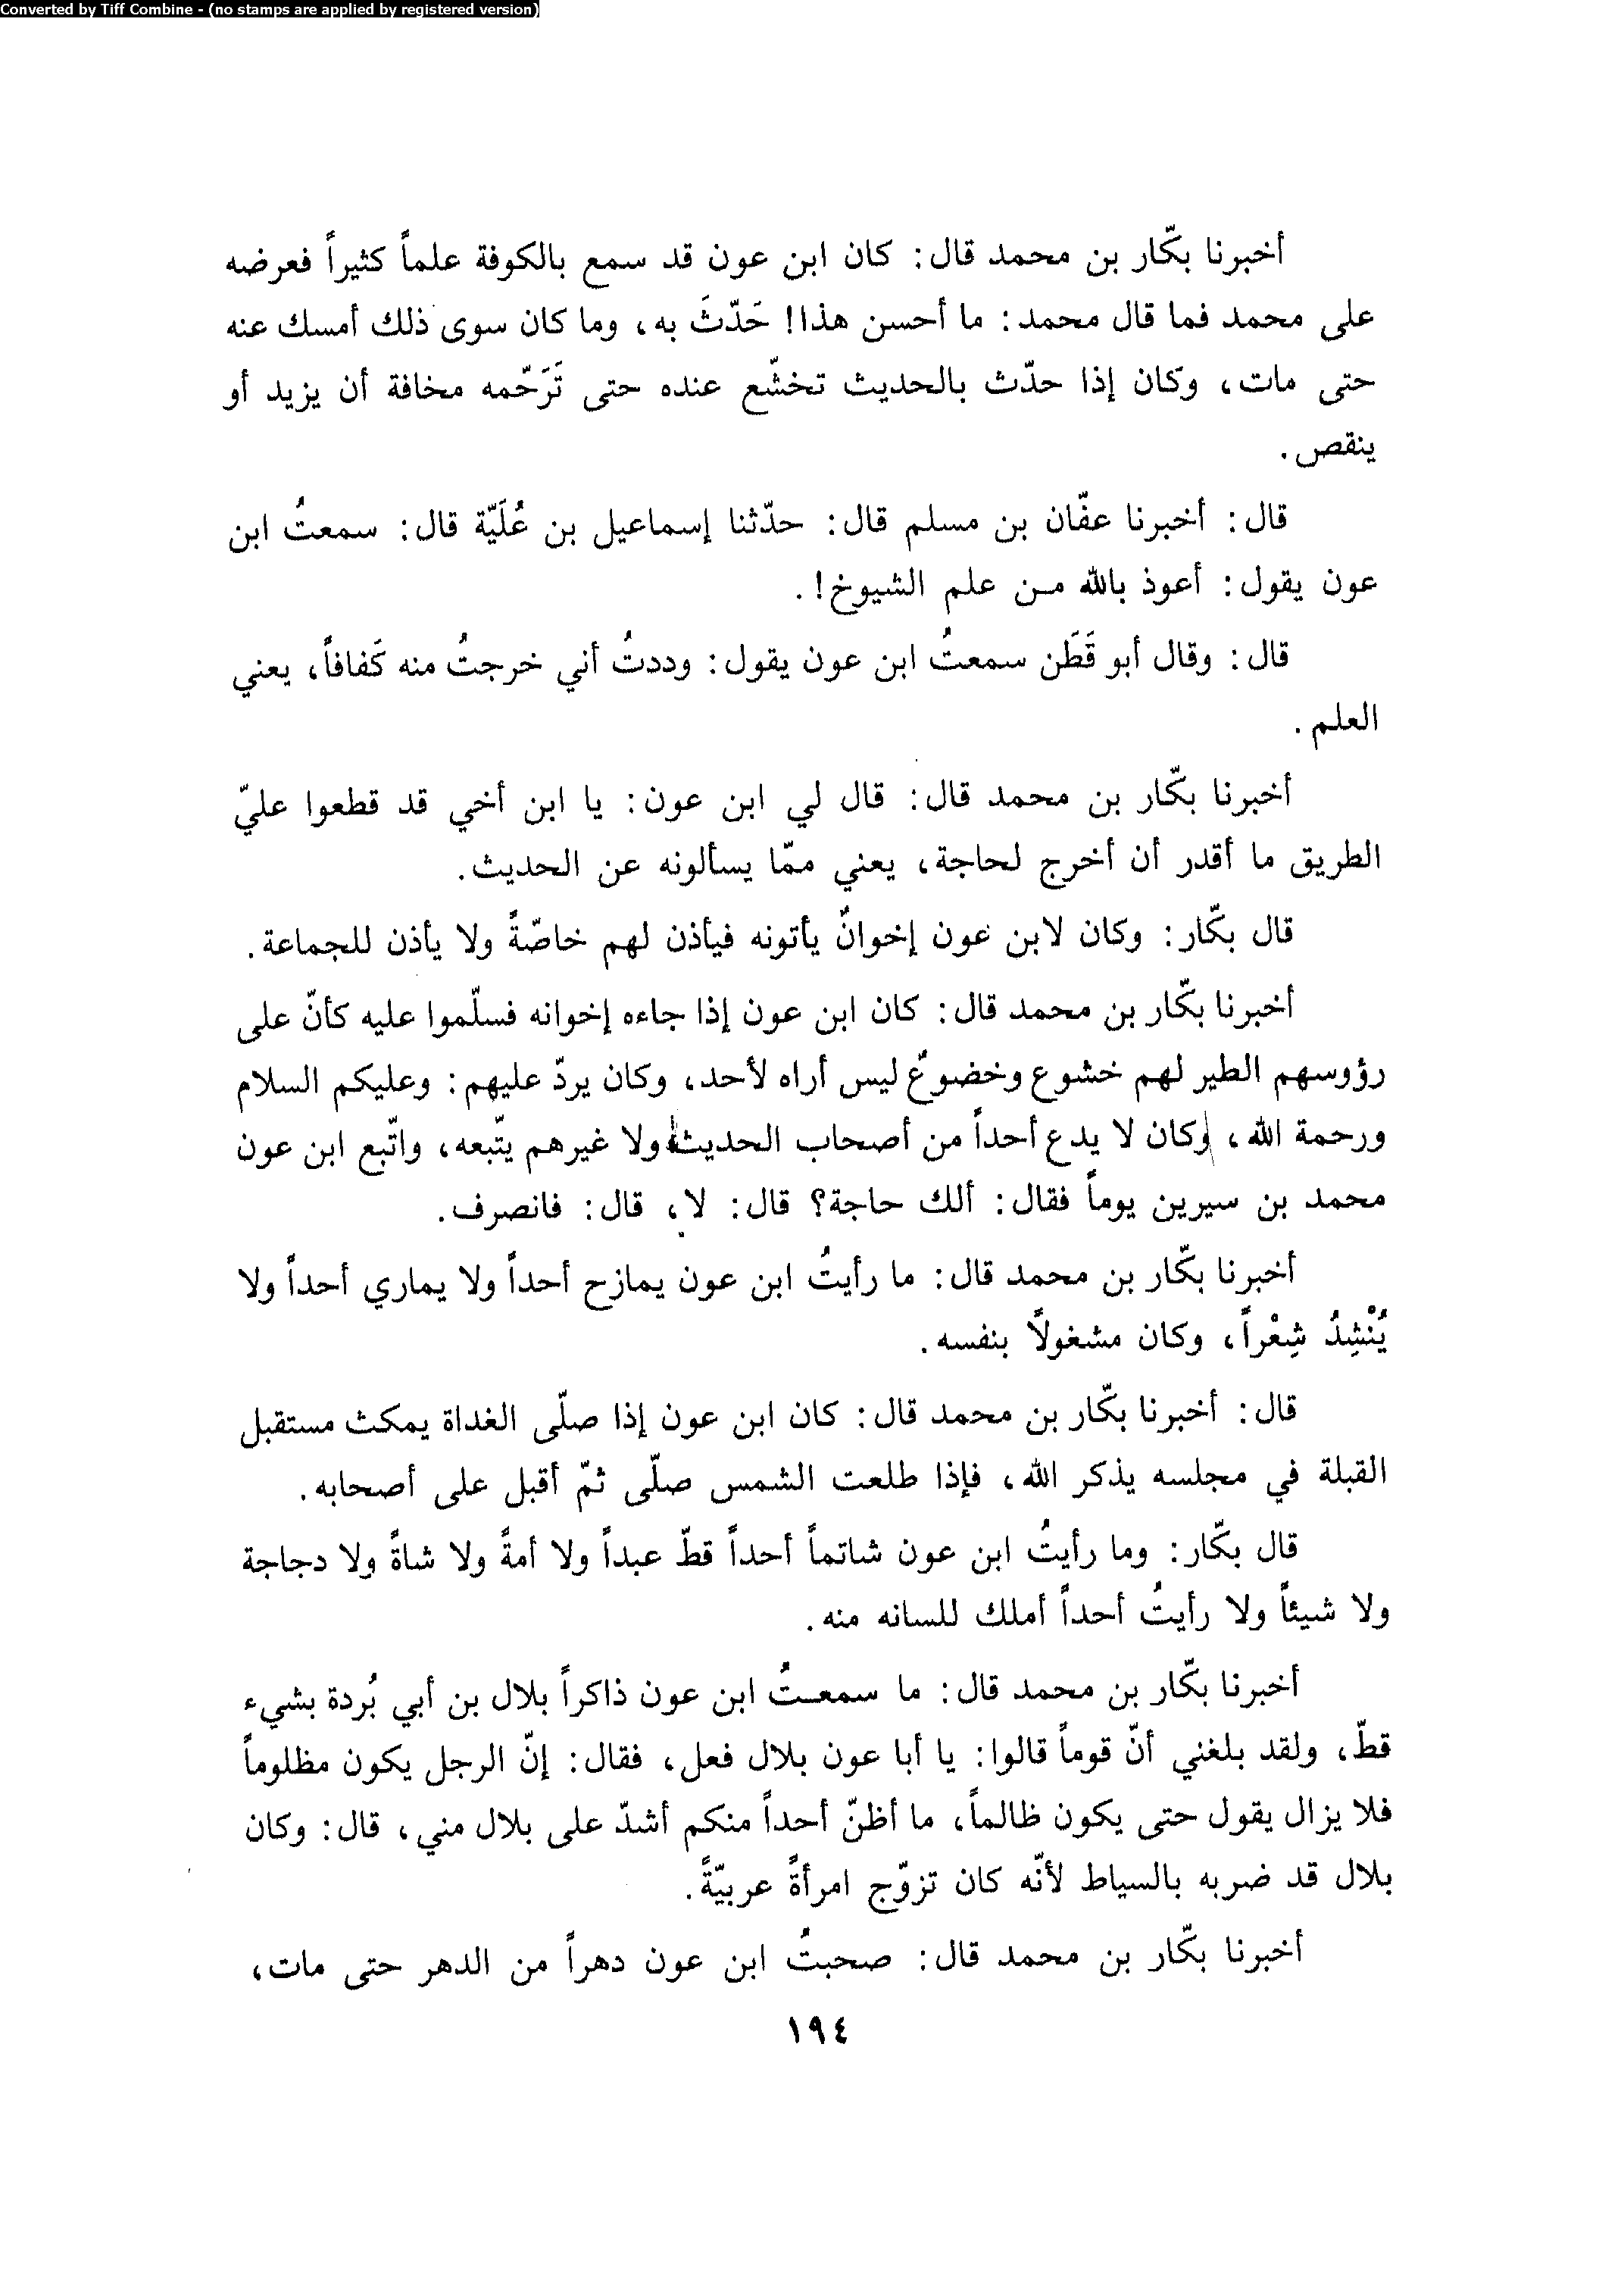 Converted by Tiff Combine - (no stamps are applied by registered version)
أخبرنا بكّار بن محمد قال: كان ابن عون قد سمع بالكوفة علماً كثيراً فعرضه
على محمد فما قال محمد: ما أحسن هذا! حَدّثَ به، وما كان سوى ذلك أمسك عنه
حتى مات، وكان إذا حدّث بالحديث تخشّع عنده حتى تَرَحّمه مخافة أن يزيد أو
ينقص.
قال: أخبرنا عفّان بن مسلم قال: حدّثنا إسماعيل بن عُلَيّة قال: سمعتُ ابن
عون يقول: أعوذ بالله من علم الشيوخ!.
قال: وقال أبو قَطَن سمعتُ ابن عون يقول: وددتُ أني خرجتُ منه كَفافاً، يعني
العلم.
أخبرنا بكّار بن محمد قال: قال لي ابن عون: يا ابن أخي قد قطعوا عليّ
الطريق ما أقدر أن أخرج لحاجة، يعني ممّا يسألونه عن الحديث.
قال بكّار: وكان لابن عون إخوانٌ يأتونه فيأذن لهم خاصّةً ولا يأذن للجماعة.
أخبرنا بكّار بن محمد قال: كان ابن عون إذا جاءه إخوانه فسلّموا عليه كأنّ على
رؤوسهم الطير لهم خشوع وخضوعٌ ليس أراه لأحد، وكان يردّ عليهم: وعليكم السلام
ورحمة الله، وكان لا يدع أحداً من أصحاب الحديث ولا غيرهم يتّبعه، واتّبع ابن عون
محمد بن سيرين يوماً فقال: ألك حاجة؟ قال: لا، قال: فانصرف.
أخبرنا بكّار بن محمد قال: ما رأيتُ ابن عون يمازح أحداً ولا يماري أحداً ولا
يُنْشِدُ شِعْراً، وكان مشغولاً بنفسه.
قال: أخبرنا بكّار بن محمد قال: كان ابن عون إذا صلّى الغداة يمكث مستقبل
القبلة في مجلسه يذكر الله، فإذا طلعت الشمس صلّى ثمّ أقبل على أصحابه.
قال بكّار: وما رأيتُ ابن عون شاتماً أحداً قطّ عبداً ولا أمةً ولا شاةً ولا دجاجة
ولا شيئاً ولا رأيتُ أحداً أملك للسانه منه.
أخبرنا بكّار بن محمد قال: ما سمعتُ ابن عون ذاكراً بلال بن أبي بُردة بشيء
قطّ، ولقد بلغني أنّ قوماً قالوا: يا أبا عون بلال فعل، فقال: إنّ الرجل يكون مظلوماً
فلا يزال يقول حتى يكون ظالماً، ما أظنّ أحداً منكم أشدّ على بلال مني، قال: وكان
بلال قد ضربه بالسياط لأنّه كان تزوّج امرأةً عربيّةً.
أخبرنا بكّار بن محمد قال: صحبتُ ابن عون دهراً من الدهر حتى مات،
١٩٤